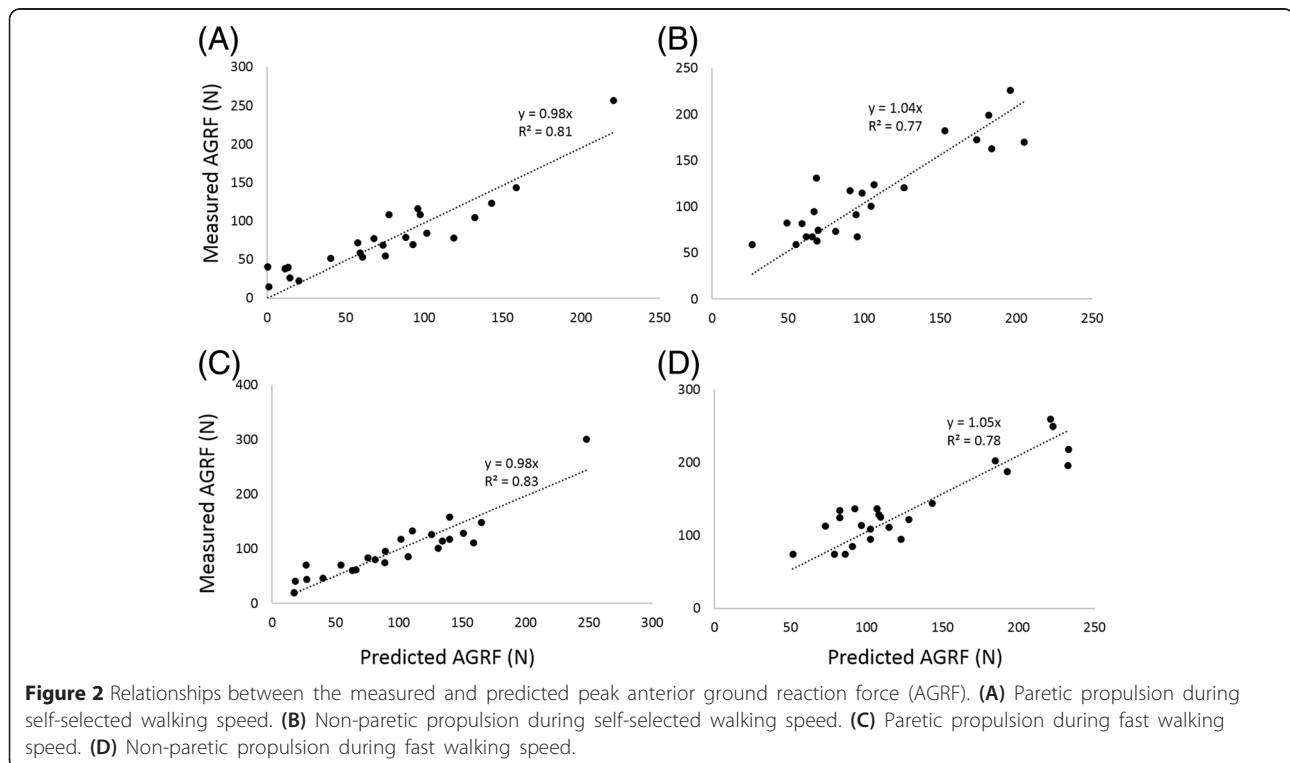 (A)
(B)
Measured AGRF (N)
300
250
200
150
100
50
0
y = 0.98x
R² = 0.81
0 50 100 150 200 250
250
200
150
100
50
0
y = 1.04x
R² = 0.77
0 50 100 150 200 250
(C)
(D)
Measured AGRF (N)
400
300
200
100
0
y = 0.98x
R² = 0.83
0 50 100 150 200 250 300
Predicted AGRF (N)
300
200
100
0
y = 1.05x
R² = 0.78
0 50 100 150 200 250
Predicted AGRF (N)
Figure 2 Relationships between the measured and predicted peak anterior ground reaction force (AGRF). (A) Paretic propulsion during
self-selected walking speed. (B) Non-paretic propulsion during self-selected walking speed. (C) Paretic propulsion during fast walking
speed. (D) Non-paretic propulsion during fast walking speed.